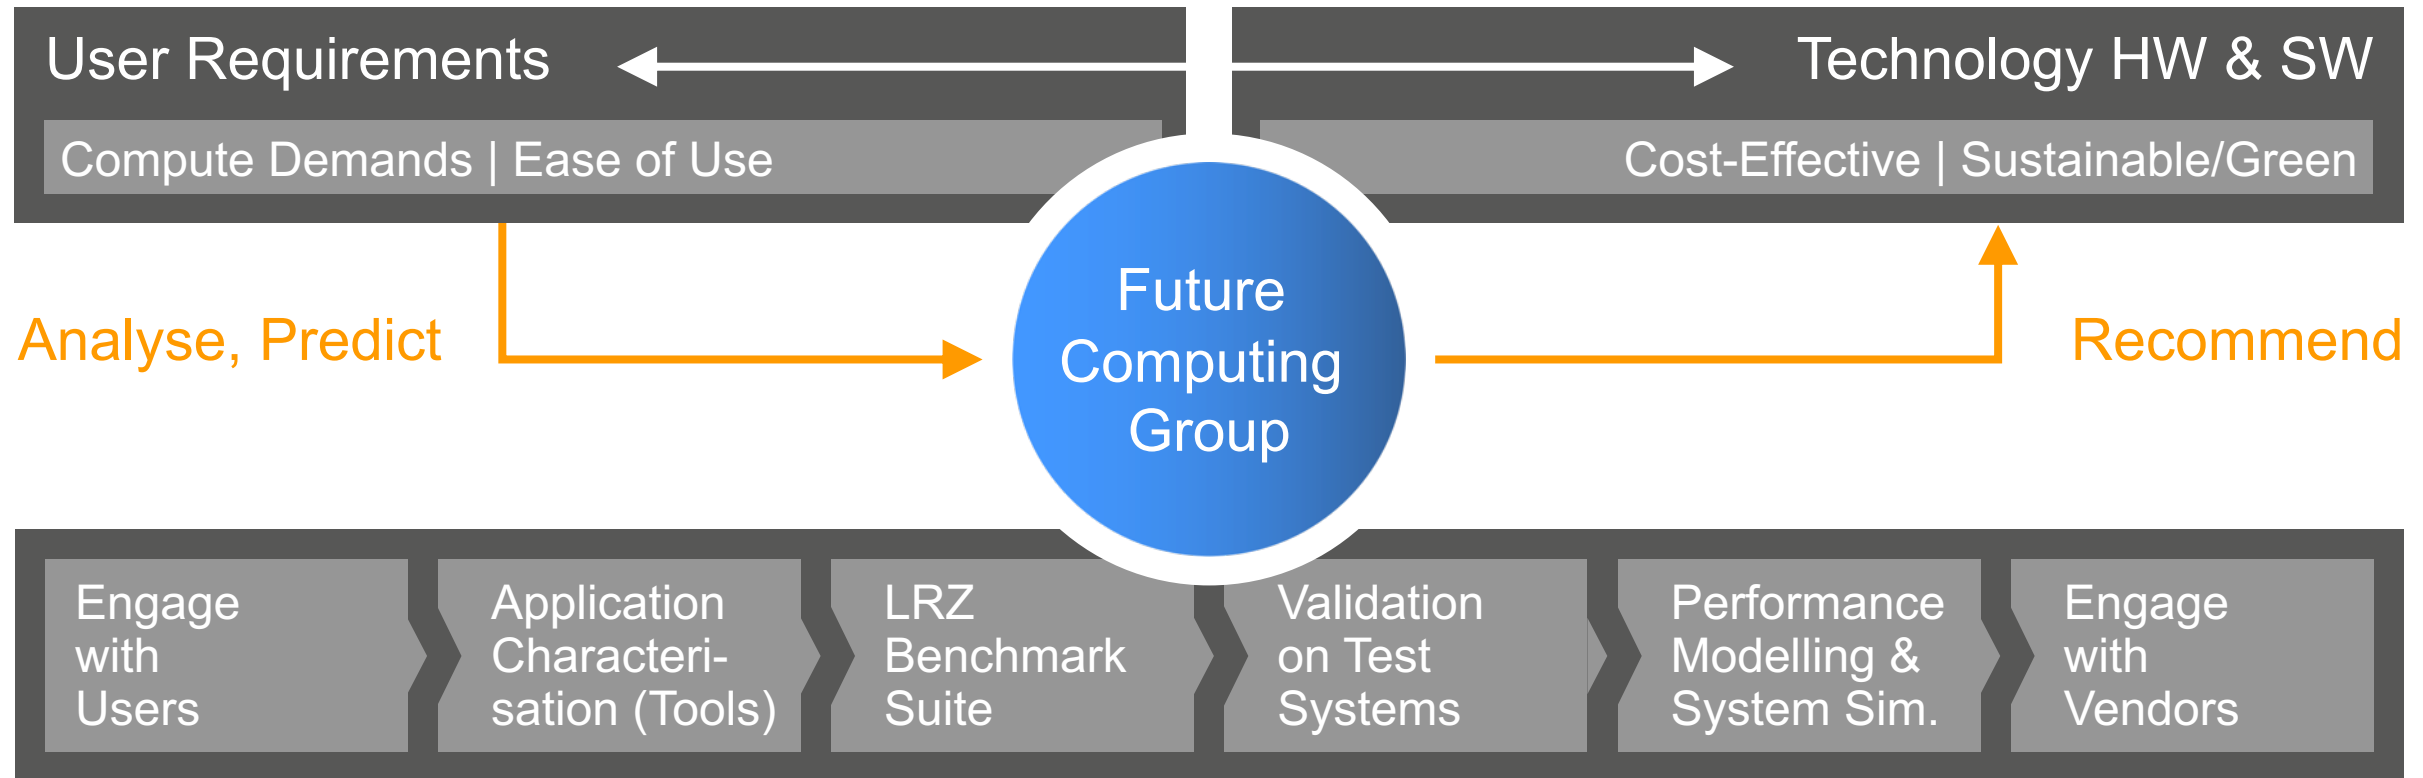 User Requirements
Technology HW & SW
Compute Demands | Ease of Use
Cost-Effective | Sustainable/Green
Analyse, Predict
Future
Computing
Group
Recommend
Engage
with
Users
Application
Characteri-
sation (Tools)
LRZ
Benchmark
Suite
Validation
on Test
Systems
Performance
Modelling &
System Sim.
Engage
with
Vendors